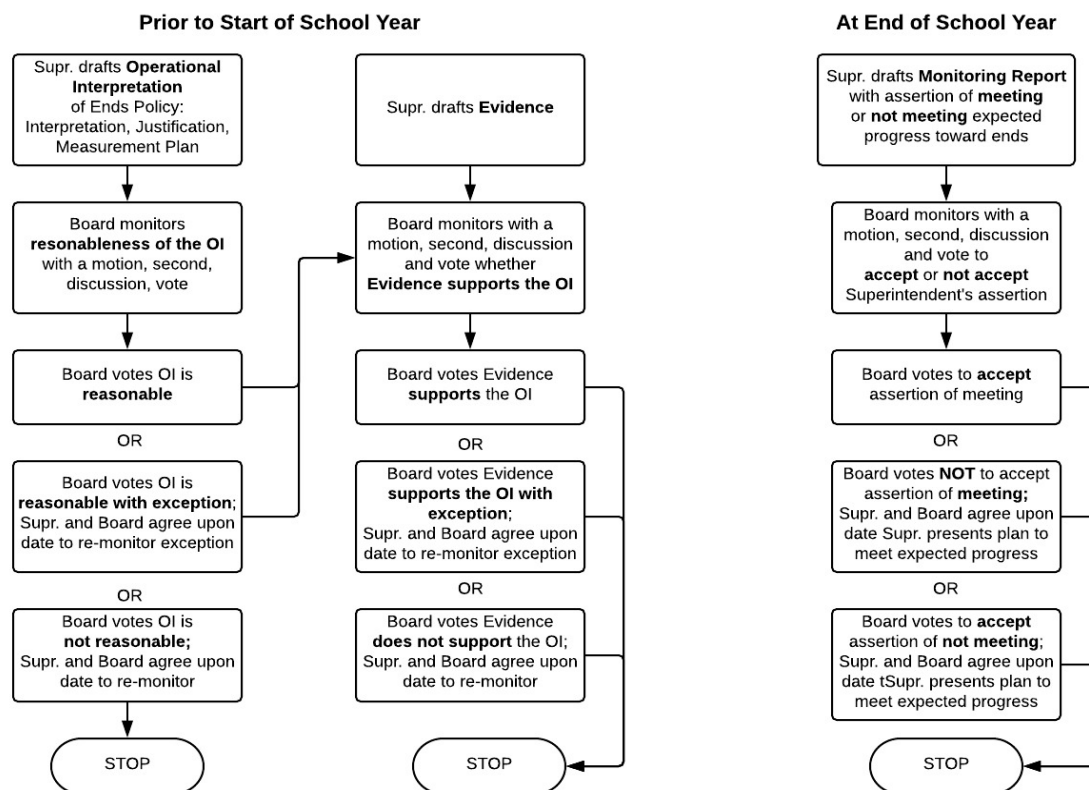 Prior to Start of School Year
Supr. drafts Operational
Interpretation
of Ends Policy:
Interpretation, Justification,
Measurement Plan
Board monitors
resonableness of the OI
with a motion, second,
discussion, vote
Board votes OI is
reasonable
OR
Board votes OI is
reasonable with exception;
Supr. and Board agree upon
date to re-monitor exception
OR
Board votes OI is
not reasonable;
Supr. and Board agree upon
date to re-monitor
STOP
Supr. drafts Evidence
Board monitors with a
motion, second, discussion
and vote whether
Evidence supports the OI
Board votes Evidence
supports the OI
OR
Board votes Evidence
supports the OI with
exception;
Supr. and Board agree upon
date to re-monitor exception
OR
Board votes Evidence
does not support the OI;
Supr. and Board agree upon
date to re-monitor
STOP
At End of School Year
Supr. drafts Monitoring Report
with assertion of meeting
or not meeting expected
progress toward ends
Board monitors with a
motion, second, discussion
and vote to
accept or not accept
Superintendent's assertion
Board votes to accept
assertion of meeting
OR
Board votes NOT to accept
assertion of meeting;
Supr. and Board agree upon
date Supr. presents plan to
meet expected progress
OR
Board votes to accept
assertion of not meeting;
Supr. and Board agree upon
date tSupr. presents plan to
meet expected progress
STOP